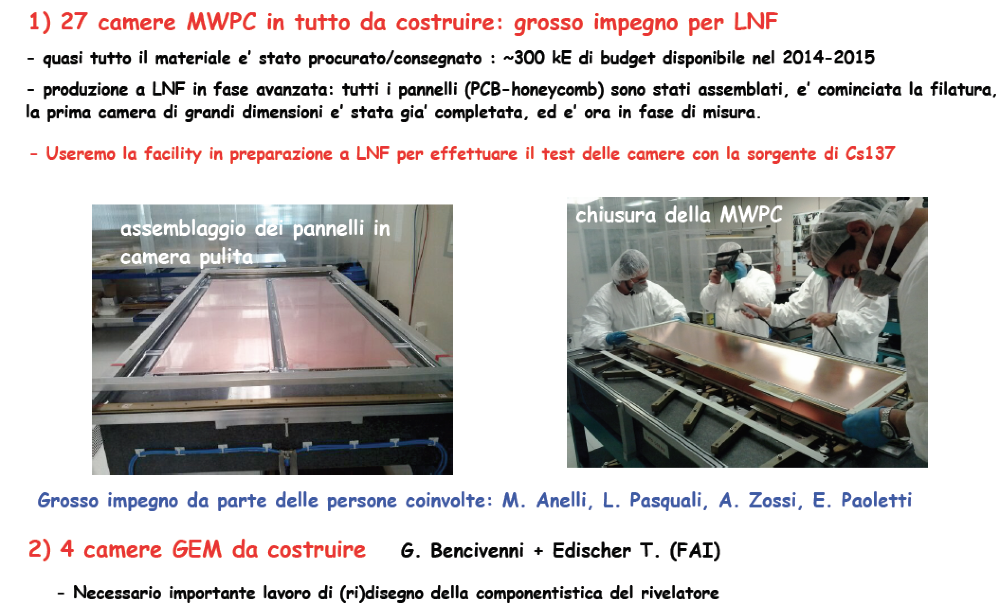 1) 27 camere MWPC in tutto da costruire: grosso impegno per LNF
- quasi tutto il materiale e' stato procurato/consegnato : ~300 kE di budget disponibile nel 2014-2015
- produzione a LNF in fase avanzata: tutti i pannelli (PCB-honeycomb) sono stati assemblati, e' cominciata la filatura,
la prima camera di grandi dimensioni e' stata gia' completata, ed e' ora in fase di misura.
- Useremo la facility in preparazione a LNF per effettuare il test delle camere con la sorgente di Cs137
assemblaggio dei pannelli in
camera pulita
chiusura della MWPC
Grosso impegno da parte delle persone coinvolte: M. Anelli, L. Pasquali, A. Zossi, E. Paoletti
2) 4 camere GEM da costruire G. Bencivenni + Edischer T. (FAI)
- Necessario importante lavoro di (ri)disegno della componentistica del rivelatore